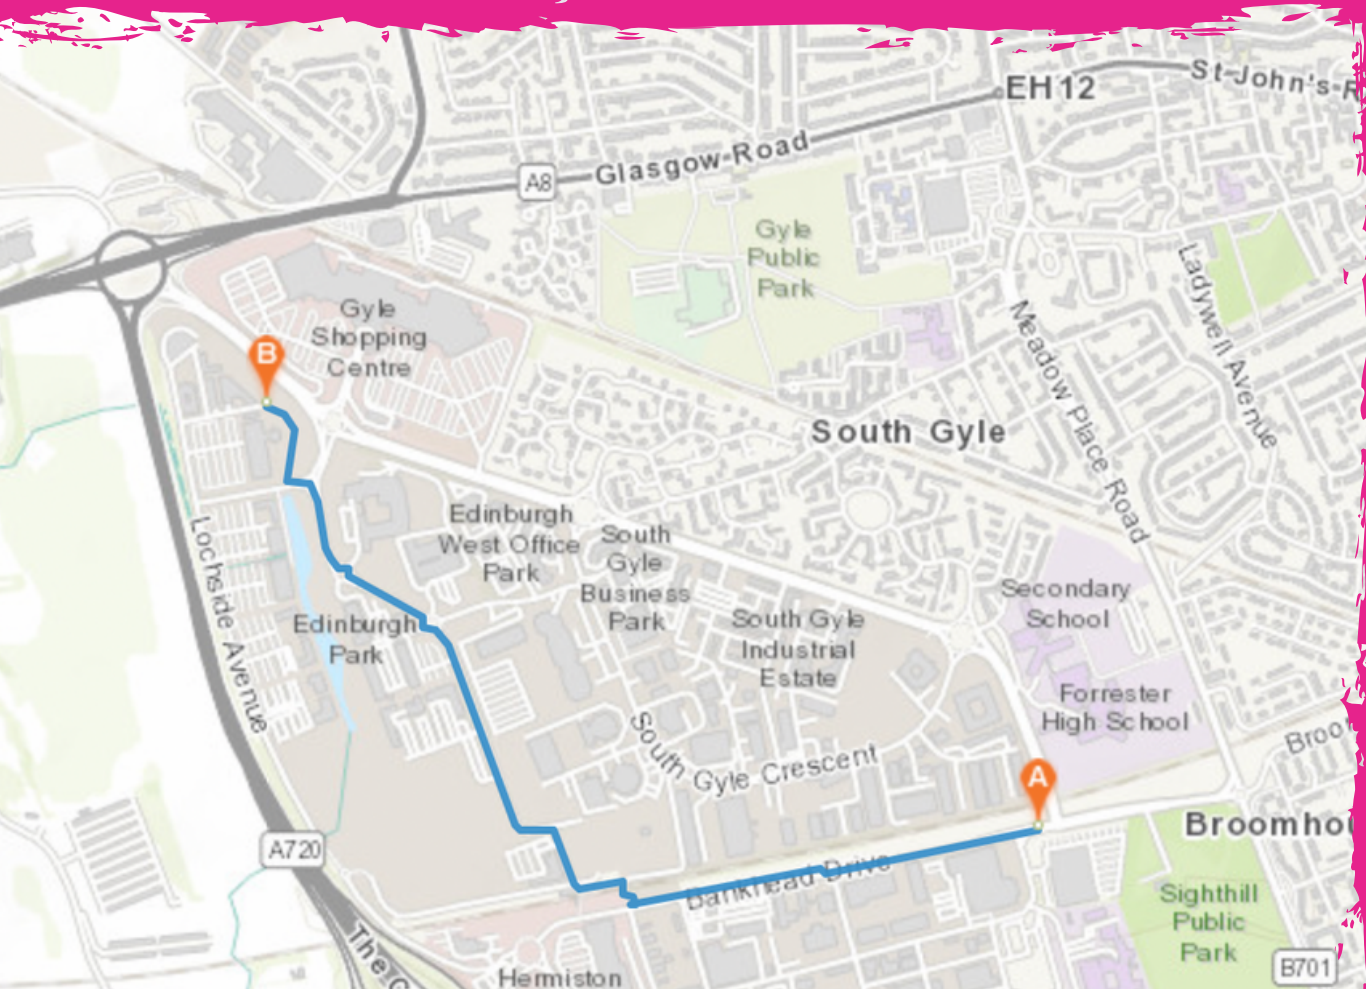 EH12
St-John's-R
Glasgow-Road
A8
Gyle
Public
Park
Ladywell Avenue
Gyle
Shopping
Centre
B
Meadow Place Road
South Gyle
Edinburgh
West Office
Park
South
Gyle
Business
Park
Lochside Avenue
Secondary
School
South Gyle
Industrial
Estate
Edinburgh
Park
Forrester
High School
South Gyle Crescent
Broo
A
Broomhou
A720
Bankhead Drive
Sighthill
Public
Park
The C
Hermiston
B701